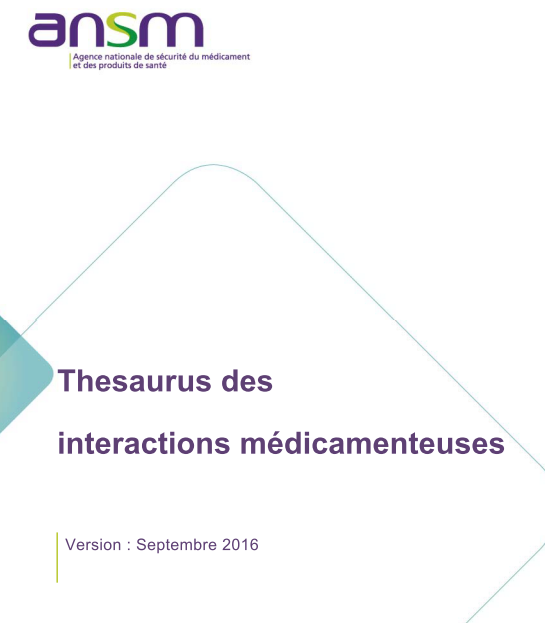 ansm
Agence nationale de sécurité du médicament
et des produits de santé
Thesaurus des
interactions médicamenteuses
Version : Septembre 2016